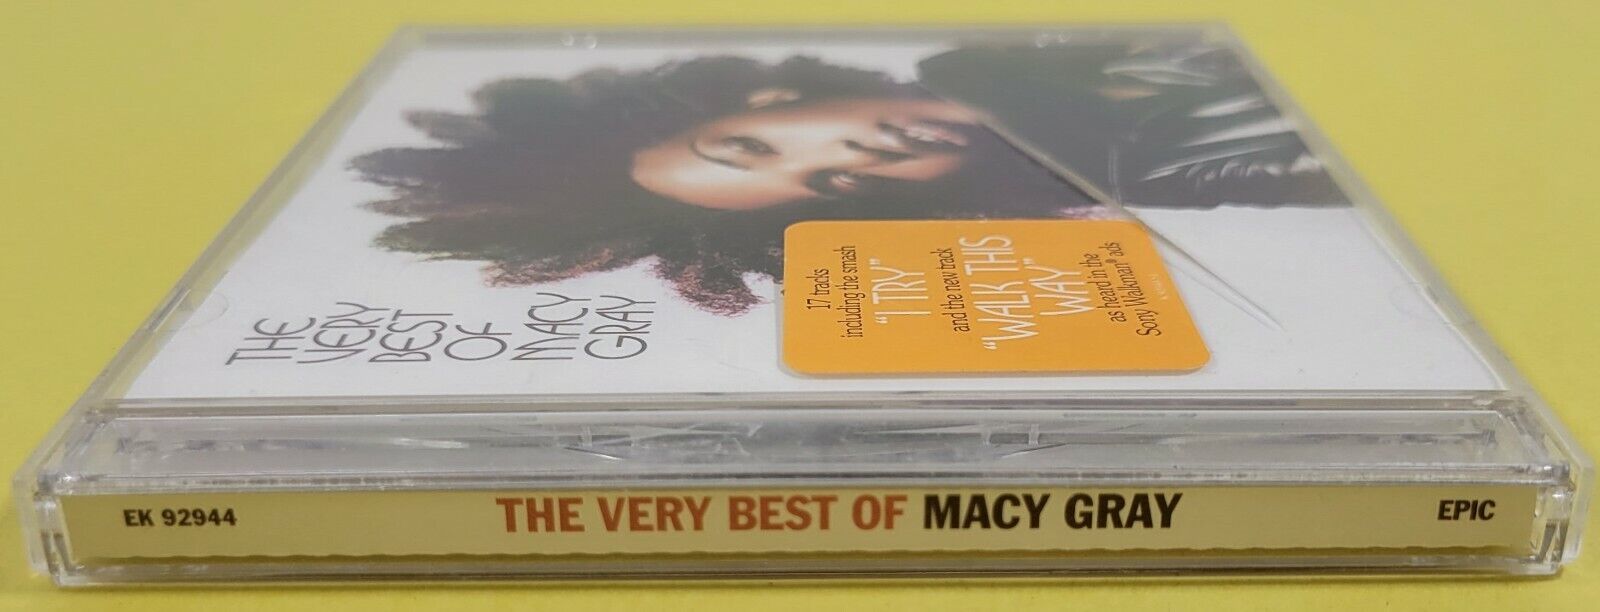 THE
VERY
BEST
OF
MACY
GRAY
17 tracks
including the smash
"I TRY"
and the new track
"WALK THIS
WAY"
as heard in the
Sony Walkman® ads
EK 92944 THE VERY BEST OF MACY GRAY EPIC